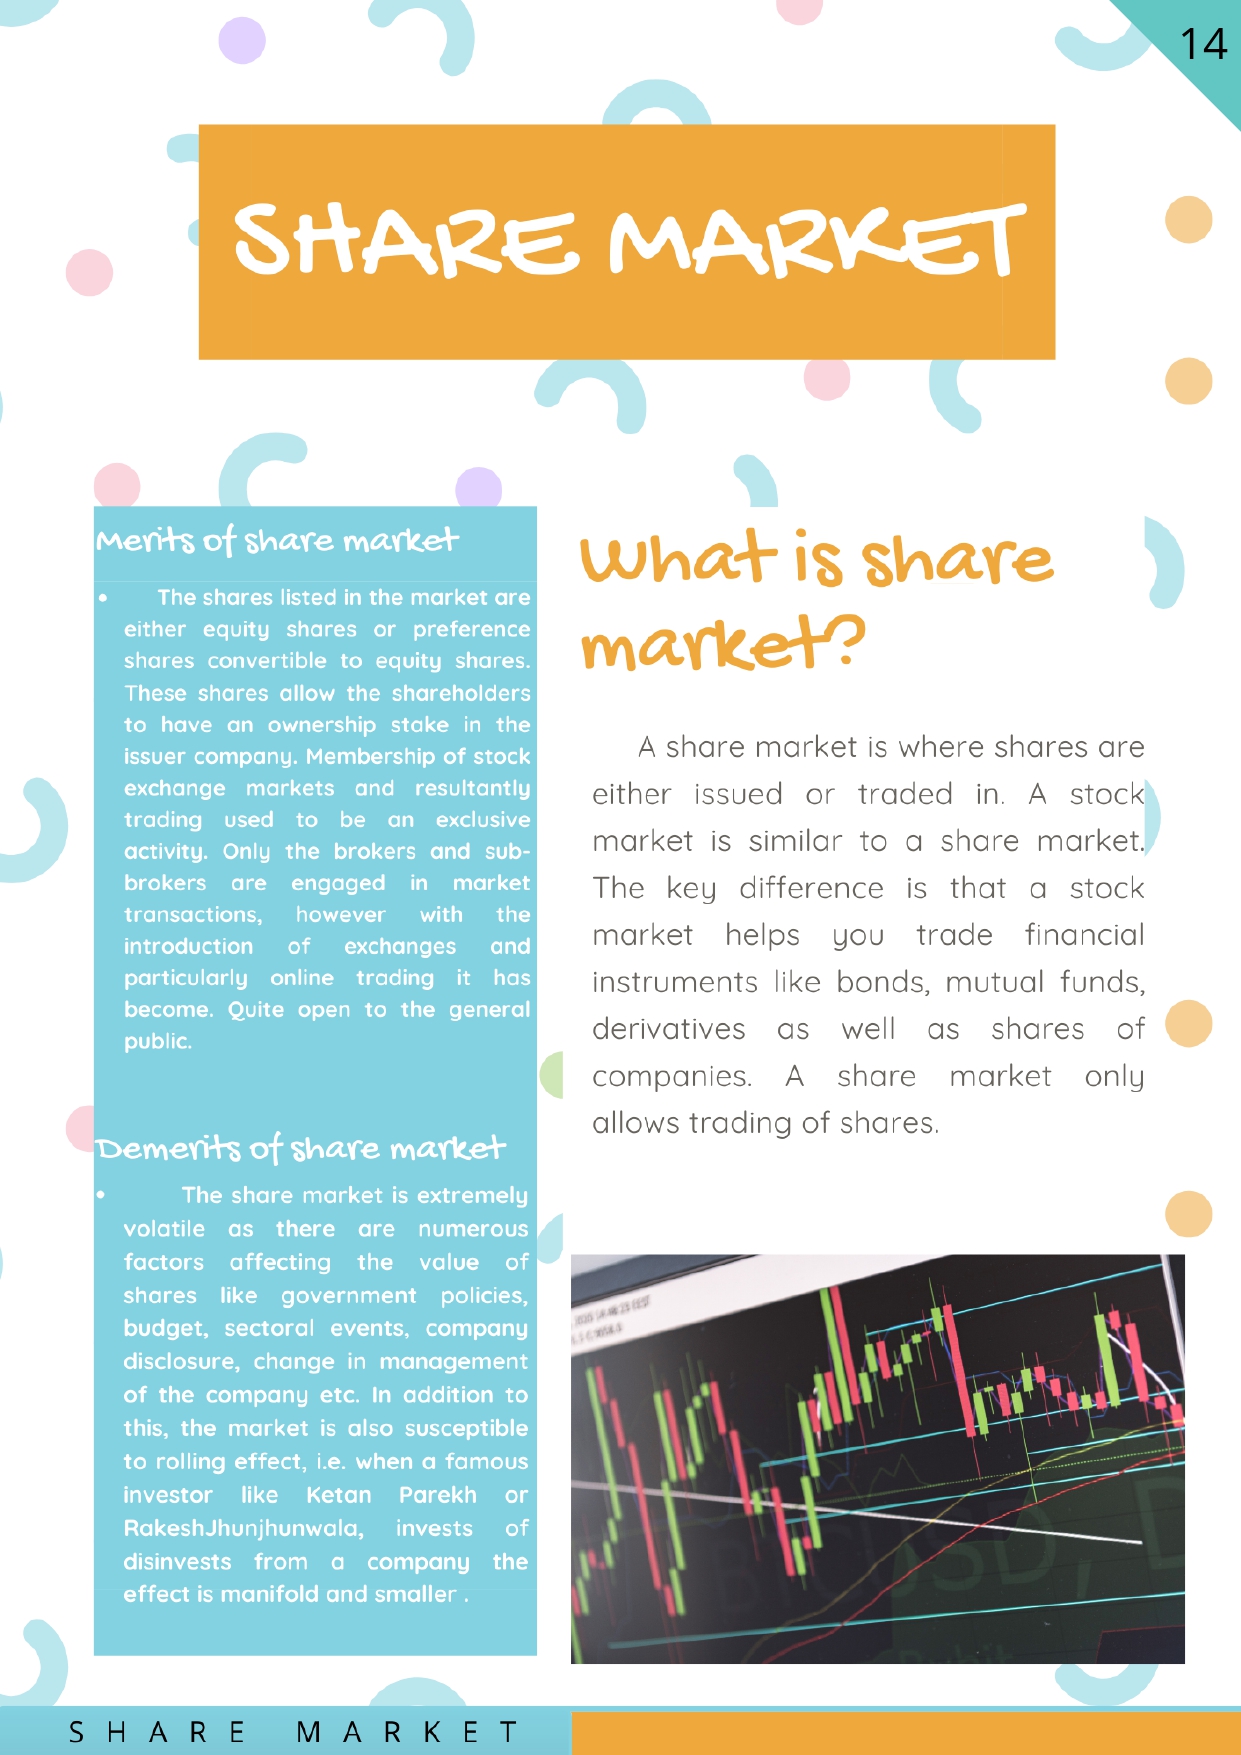 14
SHARE MARKET
Merits of share market
• The shares listed in the market are
either equity shares or preference
shares convertible to equity shares.
These shares allow the shareholders
to have an ownership stake in the
issuer company. Membership of stock
exchange markets and resultantly
trading used to be an exclusive
activity. Only the brokers and sub-
brokers are engaged in market
transactions, however with the
introduction of exchanges and
particularly online trading it has
become. Quite open to the general
public.
Demerits of share market
• The share market is extremely
volatile as there are numerous
factors affecting the value of
shares like government policies,
budget, sectoral events, company
disclosure, change in management
of the company etc. In addition to
this, the market is also susceptible
to rolling effect, i.e. when a famous
investor like Ketan Parekh or
RakeshJhunjhunwala, invests of
disinvests from a company the
effect is manifold and smaller .
What is share
market?
A share market is where shares are
either issued or traded in. A stock
market is similar to a share market.
The key difference is that a stock
market helps you trade financial
instruments like bonds, mutual funds,
derivatives as well as shares of
companies. A share market only
allows trading of shares.
SHARE MARKET